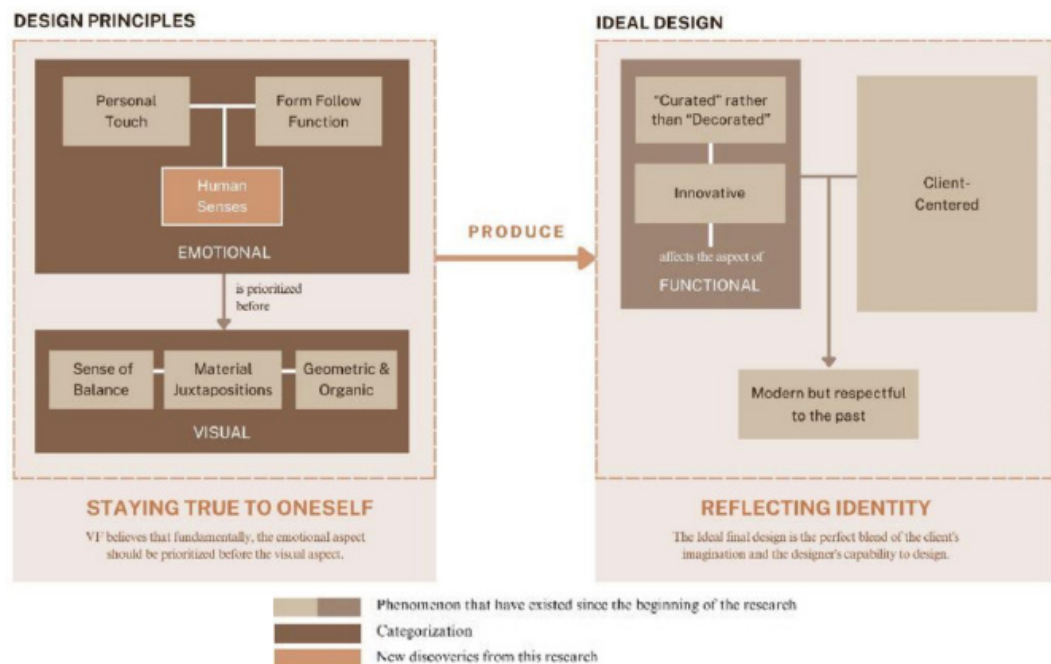 DESIGN PRINCIPLES
Personal
Touch
Form Follow
Function
Human
Senses
EMOTIONAL
is prioritized
before
Sense of
Balance
Material
Juxtapositions
Geometric &
Organic
VISUAL
STAYING TRUE TO ONESELF
VF believes that fundamentally, the emotional aspect
should be prioritized before the visual aspect.
PRODUCE
IDEAL DESIGN
“Curated” rather
than “Decorated”
Innovative
affects the aspect of
FUNCTIONAL
Client-
Centered
Modern but respectful
to the past
REFLECTING IDENTITY
The Ideal final design is the perfect blend of the client's
imagination and the designer's capability to design.
Phenomenon that have existed since the beginning of the research
Categorization
New discoveries from this research